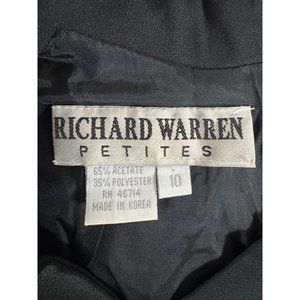 RICHARD WARREN
PETITES
65% ACETATE
35% POLYESTER
RN 46714
MADE IN KOREA
10